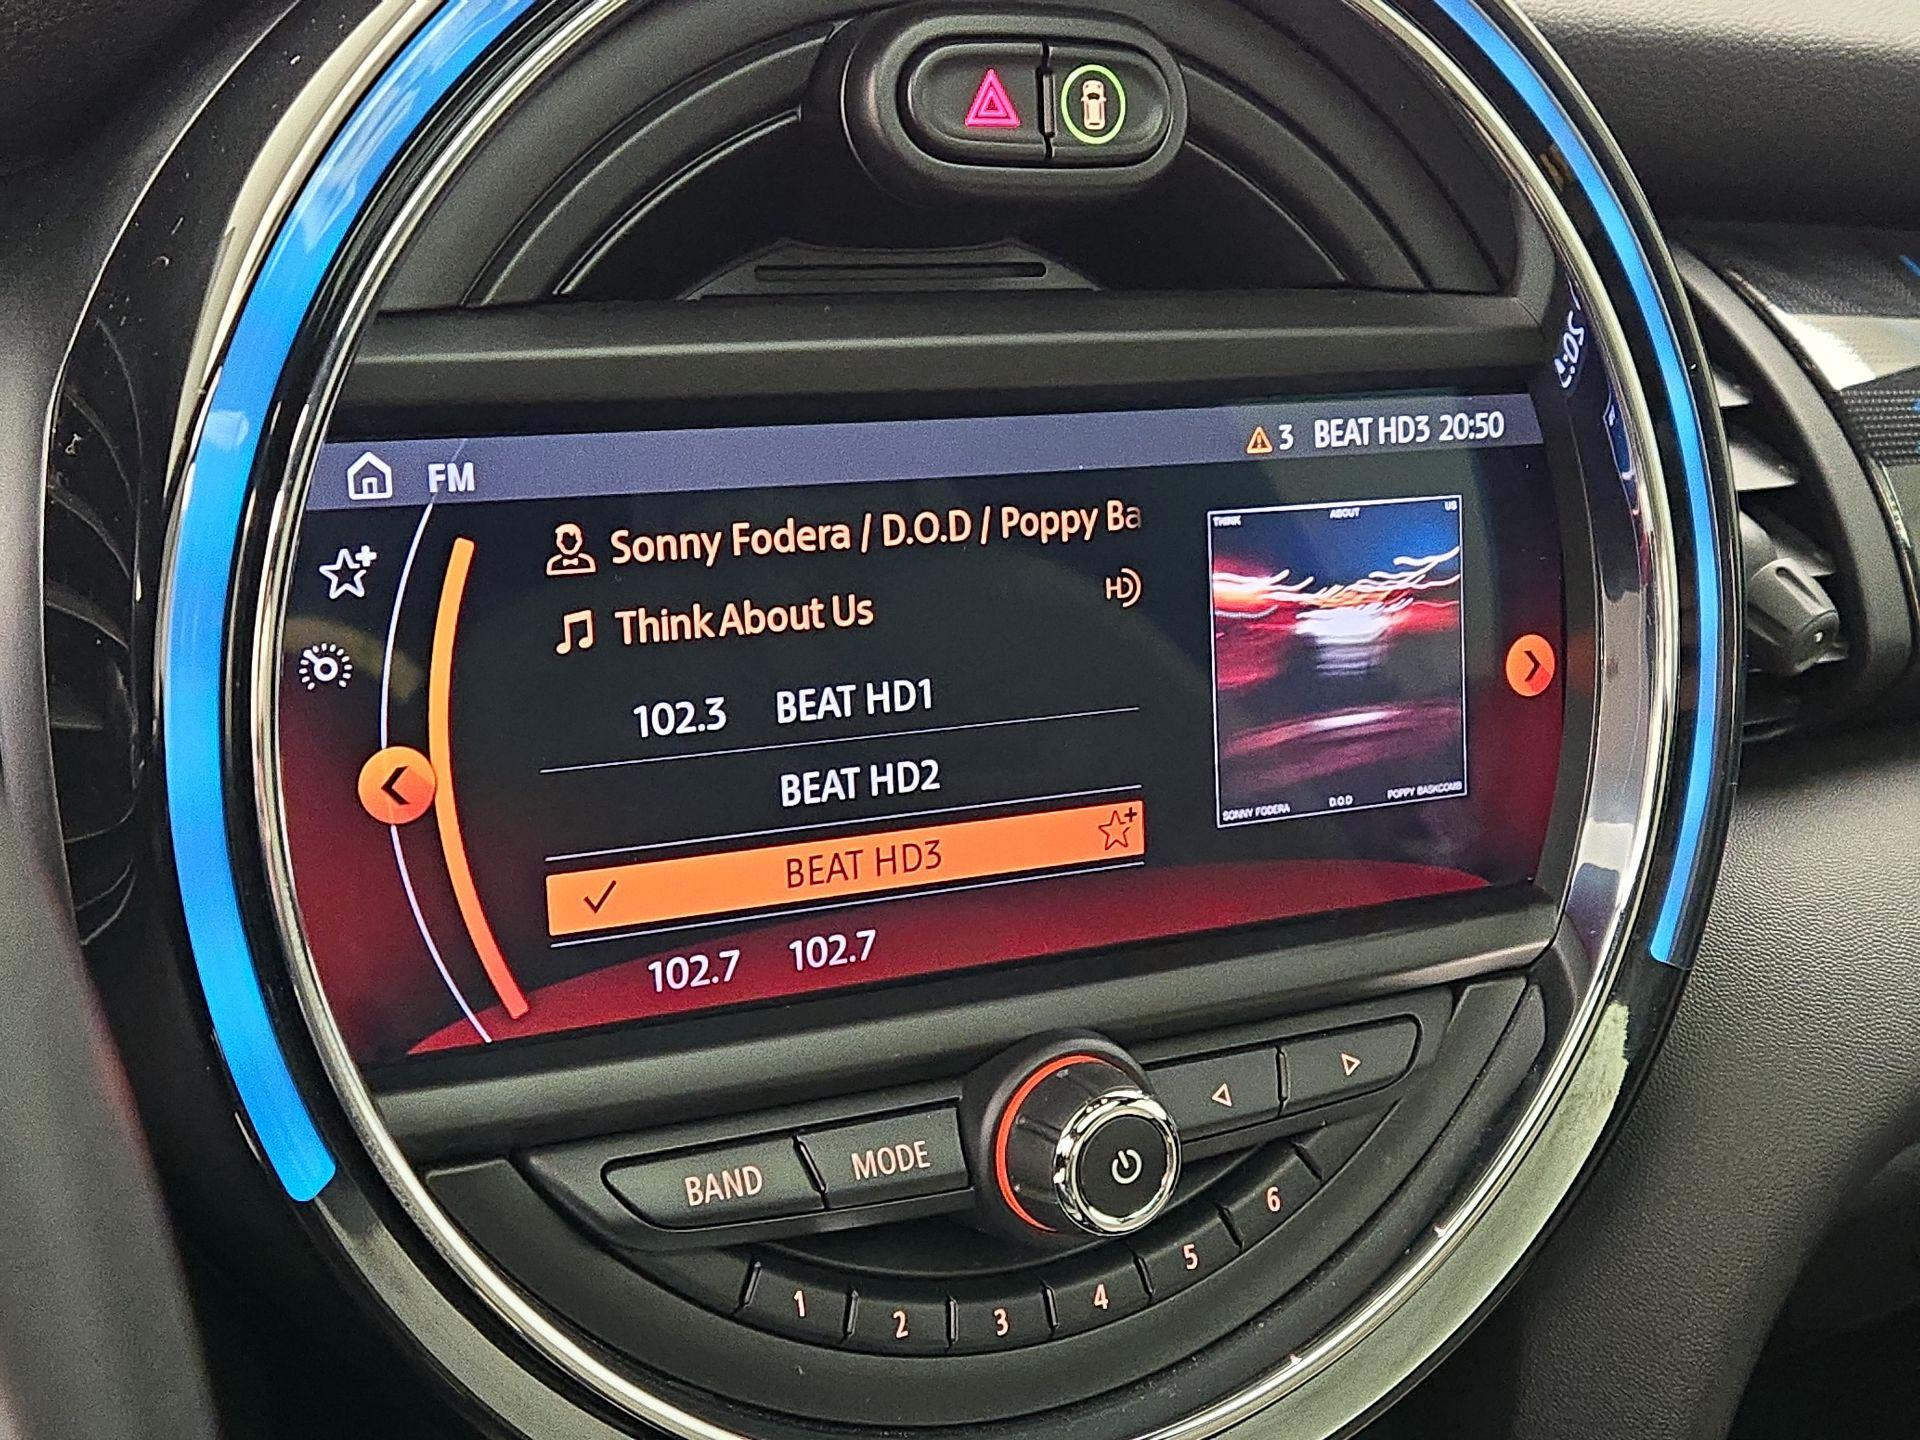 FM
3 BEAT HD3 20:50
Sonny Fodera / D.O.D / Poppy Ba
HD
Think About Us
102.3 BEAT HD1
BEAT HD2
BEAT HD3
102.7 102.7
THINK ABOUT US
SONNY FODERA D.O.D POPPY BASKCOMB
BAND MODE
1 2 3 4 5 6